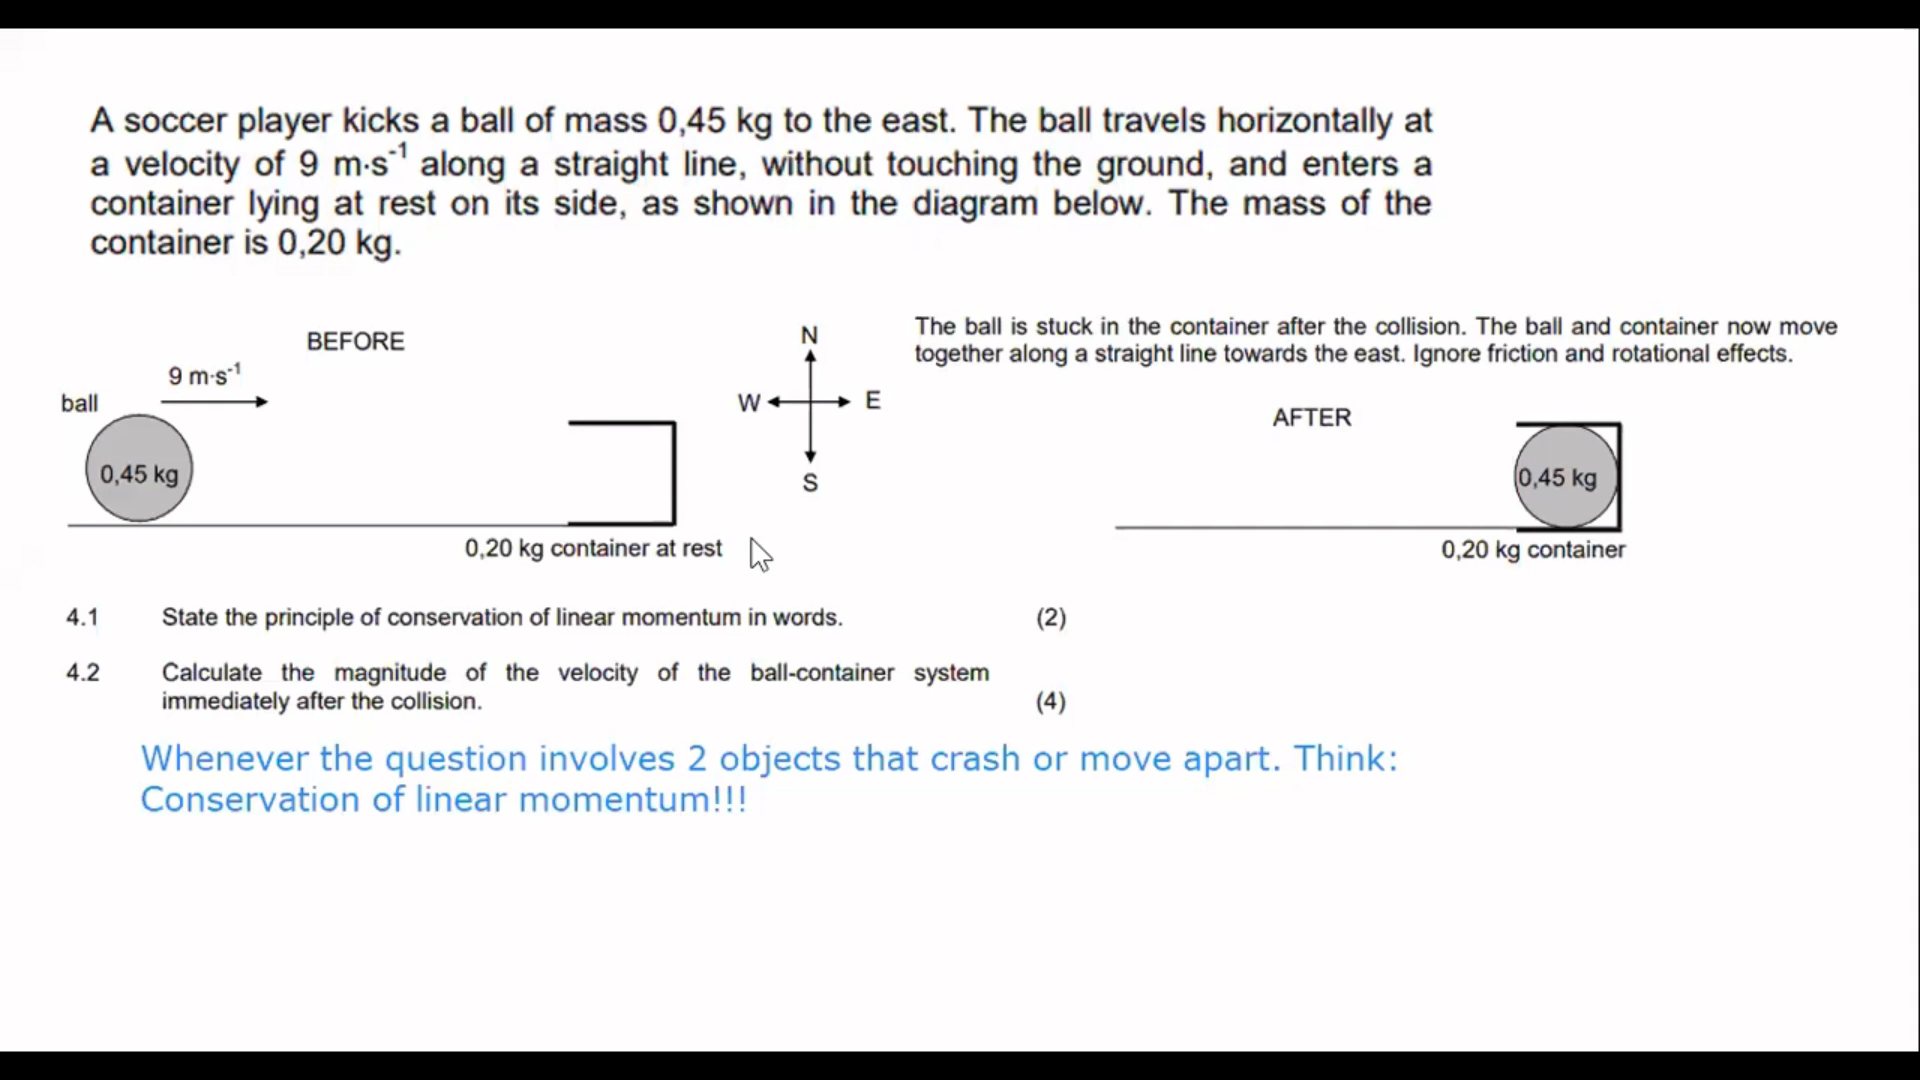 A soccer player kicks a ball of mass 0,45 kg to the east. The ball travels horizontally at
a velocity of 9 m·s⁻¹ along a straight line, without touching the ground, and enters a
container lying at rest on its side, as shown in the diagram below. The mass of the
container is 0,20 kg.
BEFORE
9 m·s⁻¹
ball
0,45 kg
0,20 kg container at rest
N
W
E
S
The ball is stuck in the container after the collision. The ball and container now move
together along a straight line towards the east. Ignore friction and rotational effects.
AFTER
0,45 kg
0,20 kg container
4.1 State the principle of conservation of linear momentum in words. (2)
4.2 Calculate the magnitude of the velocity of the ball-container system
immediately after the collision. (4)
Whenever the question involves 2 objects that crash or move apart. Think:
Conservation of linear momentum!!!